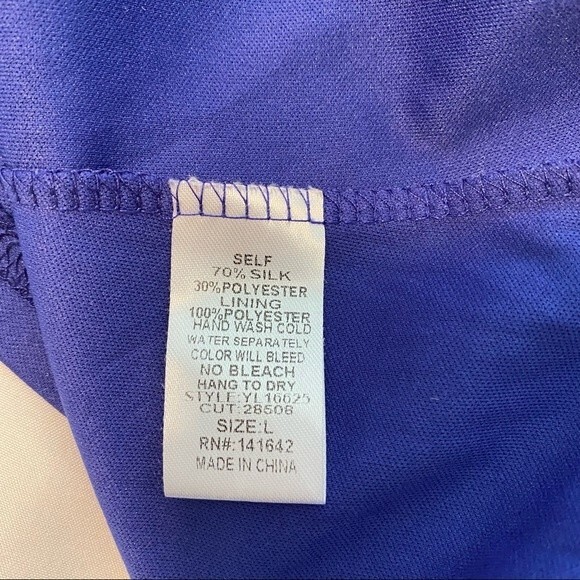 SELF
70% SILK
30%POLYESTER
LINING
100%POLYESTER
HAND WASH COLD
WATER SEPARATELY
COLOR WILL BLEED
NO BLEACH
HANG TO DRY
STYLE:YL16625
CUT:28508
SIZE:L
RN#:141642
MADE IN CHINA